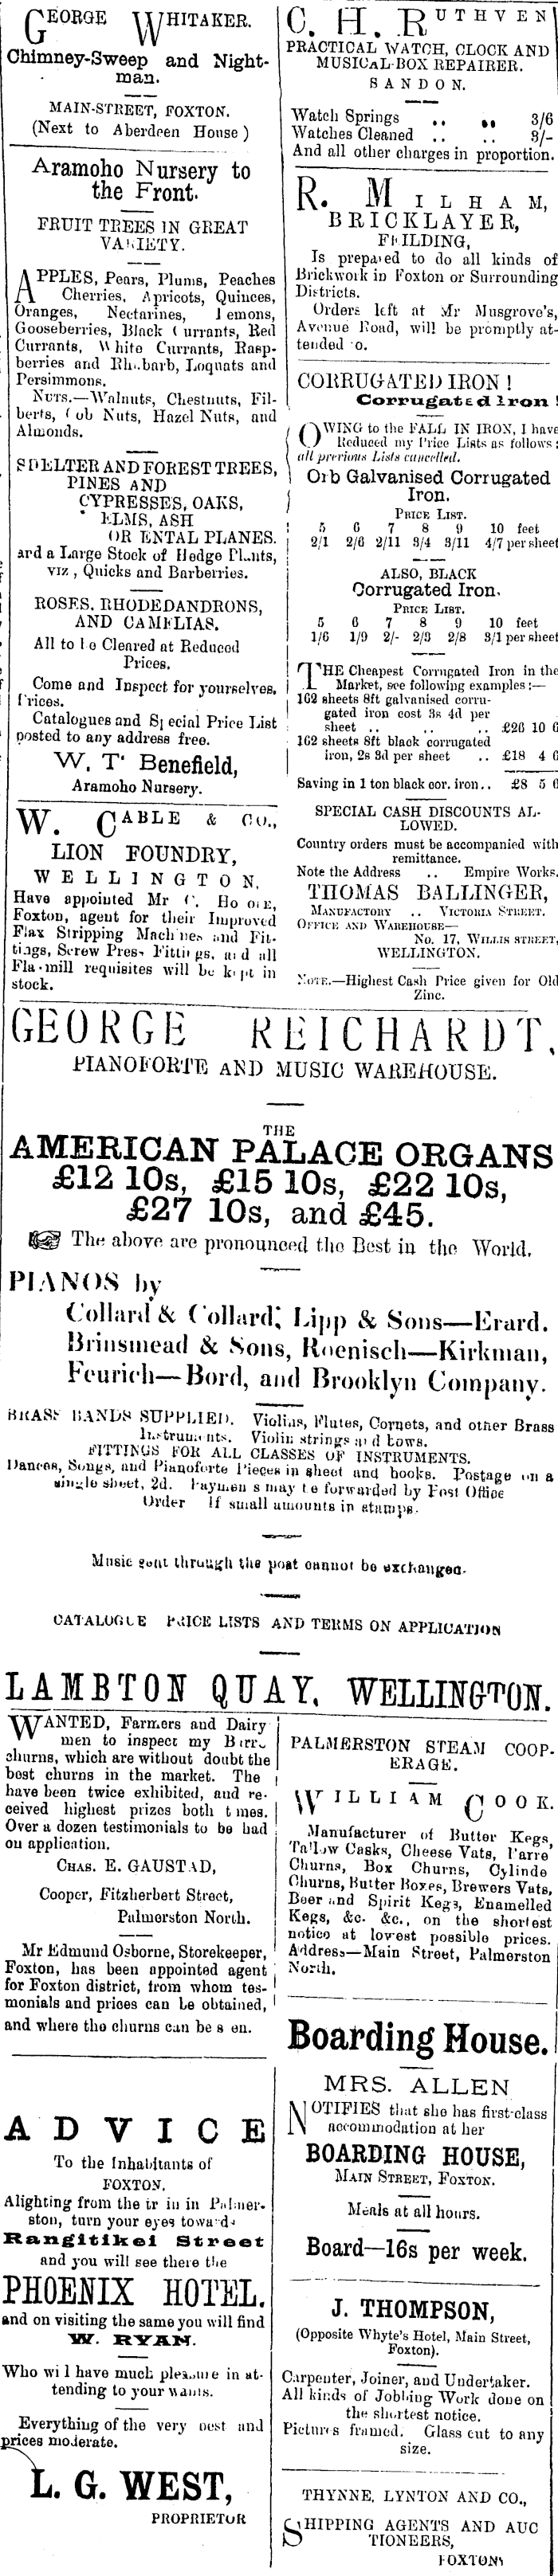 GEORGE WHITAKER.
Chimney-Sweep and Night-
man.
MAIN-STREET, FOXTON.
(Next to Aberdeen House)
Aramoho Nursery to
the Front.
FRUIT TREES IN GREAT
VARIETY.
APPLES, Pears, Plums, Peaches
Cherries, Apricots, Quinces,
Oranges, Nectarines, Lemons,
Gooseberries, Black Currants, Red
Currants, White Currants, Rasp-
berries and Rhubarb, Loquats and
Persimmons.
NUTS.—Walnuts, Chestnuts, Fil-
berts, Cob Nuts, Hazel Nuts, and
Almonds.
SHELTER AND FOREST TREES,
PINES AND
CYPRESSES, OAKS,
ELMS, ASH
ORIENTAL PLANES.
and a Large Stock of Hedge Plants,
viz, Quicks and Barberries.
ROSES, RHODEDANDRONS,
AND CAMELIAS.
All to be Cleared at Reduced
Prices.
Come and Inspect for yourselves.
Prices.
Catalogues and Special Price List
posted to any address free.
W. T. Benefield,
Aramoho Nursery.
W. CABLE & CO.,
LION FOUNDRY,
WELLINGTON,
Have appointed Mr C.
Foxton, agent for their Improved
Flax Stripping Machines and Fit-
tings, Screw Press Fittings, and all
Flax-mill requisites will be kept in
stock.
C. H. RUTHVEN
PRACTICAL WATCH, CLOCK AND
MUSICAL-BOX REPAIRER.
SANDON.
Watch Springs .. .. 3/6
Watches Cleaned .. .. 3/-
And all other charges in proportion.
R. MILHAM,
BRICKLAYER,
FEILDING,
Is prepared to do all kinds of
Brickwork in Foxton or Surrounding
Districts.
Orders left at Mr Musgrove's,
Avenue Road, will be promptly at-
tended to.
CORRUGATED IRON !
Corrugated Iron !
OWING to the FALL IN IRON, I have
Reduced my Price Lists as follows;
all previous Lists cancelled.
Orb Galvanised Corrugated
Iron.
PRICE LIST.
5 6 7 8 9 10 feet
2/1 2/6 2/11 3/4 3/11 4/7 per sheet
ALSO, BLACK
Corrugated Iron.
PRICE LIST.
5 6 7 8 9 10 feet
1/6 1/9 2/- 2/3 2/8 3/1 per sheet
THE Cheapest Corrugated Iron in the
Market, see following examples:—
162 sheets 8ft galvanised corru-
gated iron cost 3s 4d per
sheet .. .. .. £26 10 0
162 sheets 8ft black corrugated
iron, 2s 3d per sheet .. £18 4 6
Saving in 1 ton black cor. iron.. £8 5 6
SPECIAL CASH DISCOUNTS AL-
LOWED.
Country orders must be accompanied with
remittance.
Note the Address .. Empire Works.
THOMAS BALLINGER,
MANUFACTORY .. VICTORIA STREET.
OFFICE AND WAREHOUSE—
No. 17, WILLIS STREET,
WELLINGTON.
NOTE.—Highest Cash Price given for Old
Zinc.
GEORGE REICHARDT,
PIANOFORTE AND MUSIC WAREHOUSE.
THE
AMERICAN PALACE ORGANS
£12 10s, £15 10s, £22 10s,
£27 10s, and £45.
The above are pronounced the Best in the World.
PIANOS by
Collard & Collard; Lipp & Sons—Erard.
Brinsmead & Sons, Roenisch—Kirkman,
Feurich—Bord, and Brooklyn Company.
BRASS BANDS SUPPLIED. Violins, Flutes, Cornets, and other Brass
Instruments. Violin strings and bows.
FITTINGS FOR ALL CLASSES OF INSTRUMENTS.
Dances, Songs, and Pianoforte Pieces in sheet and books. Postage on a
single sheet, 2d. Payments may be forwarded by Post Office
Order If small amounts in stamps.
Music sent through the post cannot be exchanged.
CATALOGUE PRICE LISTS AND TERMS ON APPLICATION
LAMBTON QUAY, WELLINGTON.
WANTED, Farmers and Dairy
men to inspect my Barrel
churns, which are without doubt the
best churns in the market. The
have been twice exhibited, and re-
ceived highest prizes both times.
Over a dozen testimonials to be had
on application.
CHAS. E. GAUSTAD,
Cooper, Fitzherbert Street,
Palmerston North.
Mr Edmund Osborne, Storekeeper,
Foxton, has been appointed agent
for Foxton district, from whom tes-
monials and prices can be obtained,
and where the churns can be seen.
ADVICE
To the Inhabitants of
FOXTON.
Alighting from the train in Palmer-
ston, turn your eyes towards
Rangitikei Street
and you will see there the
PHOENIX HOTEL.
and on visiting the same you will find
W. RYAN.
Who will have much pleasure in at-
tending to your wants.
Everything of the very best and
prices moderate.
L. G. WEST,
PROPRIETOR
PALMERSTON STEAM COOP-
ERAGE.
WILLIAM COOK.
Manufacturer of Butter Kegs,
Tallow Casks, Cheese Vats, Barre
Churns, Box Churns, Cylinde
Churns, Butter Boxes, Brewers Vats,
Beer and Spirit Kegs, Enamelled
Kegs, &c. &c., on the shortest
notice at lowest possible prices.
Address—Main Street, Palmerston
North.
Boarding House.
MRS. ALLEN
NOTIFIES that she has first-class
accommodation at her
BOARDING HOUSE,
MAIN STREET, FOXTON.
Meals at all hours.
Board—16s per week.
J. THOMPSON,
(Opposite Whyte's Hotel, Main Street,
Foxton).
Carpenter, Joiner, and Undertaker.
All kinds of Jobbing Work done on
the shortest notice.
Pictures framed. Glass cut to any
size.
THYNNE, LYNTON AND CO.,
SHIPPING AGENTS AND AUC
TIONEERS,
FOXTON